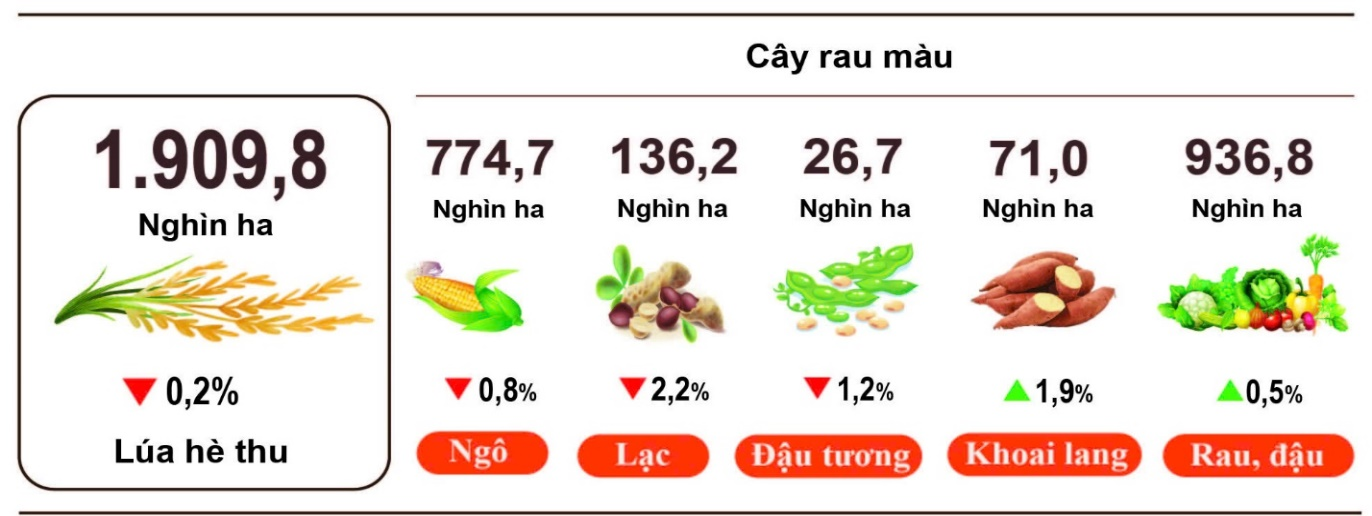 Cây rau màu
1.909,8
Nghìn ha
0,2%
Lúa hè thu
774,7
Nghìn ha
0,8%
Ngô
136,2
Nghìn ha
2,2%
Lạc
26,7
Nghìn ha
1,2%
Đậu tương
71,0
Nghìn ha
1,9%
Khoai lang
936,8
Nghìn ha
0,5%
Rau, đậu